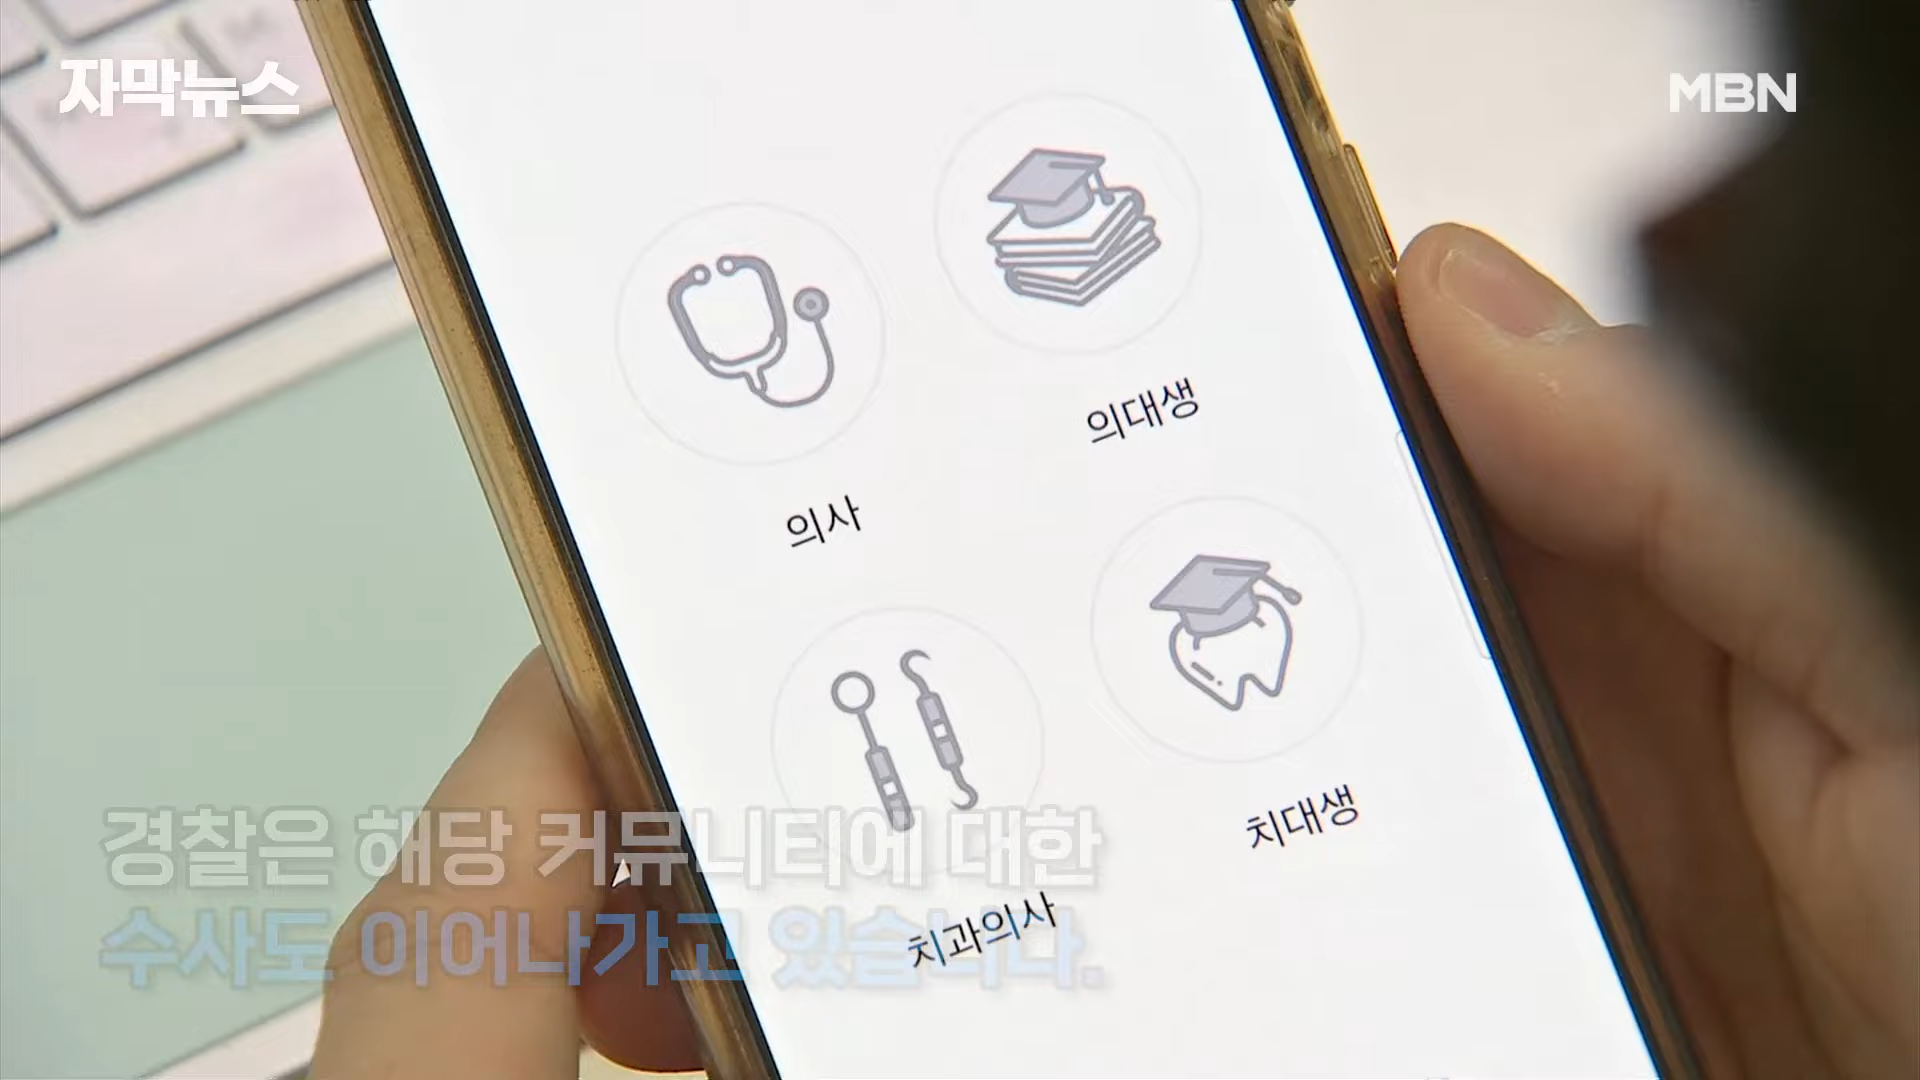 자막뉴스
MBN
의대생
의사
치대생
치과의사
경찰은 해당 커뮤니티에 대한
수사도 이어나가고 있습니다.